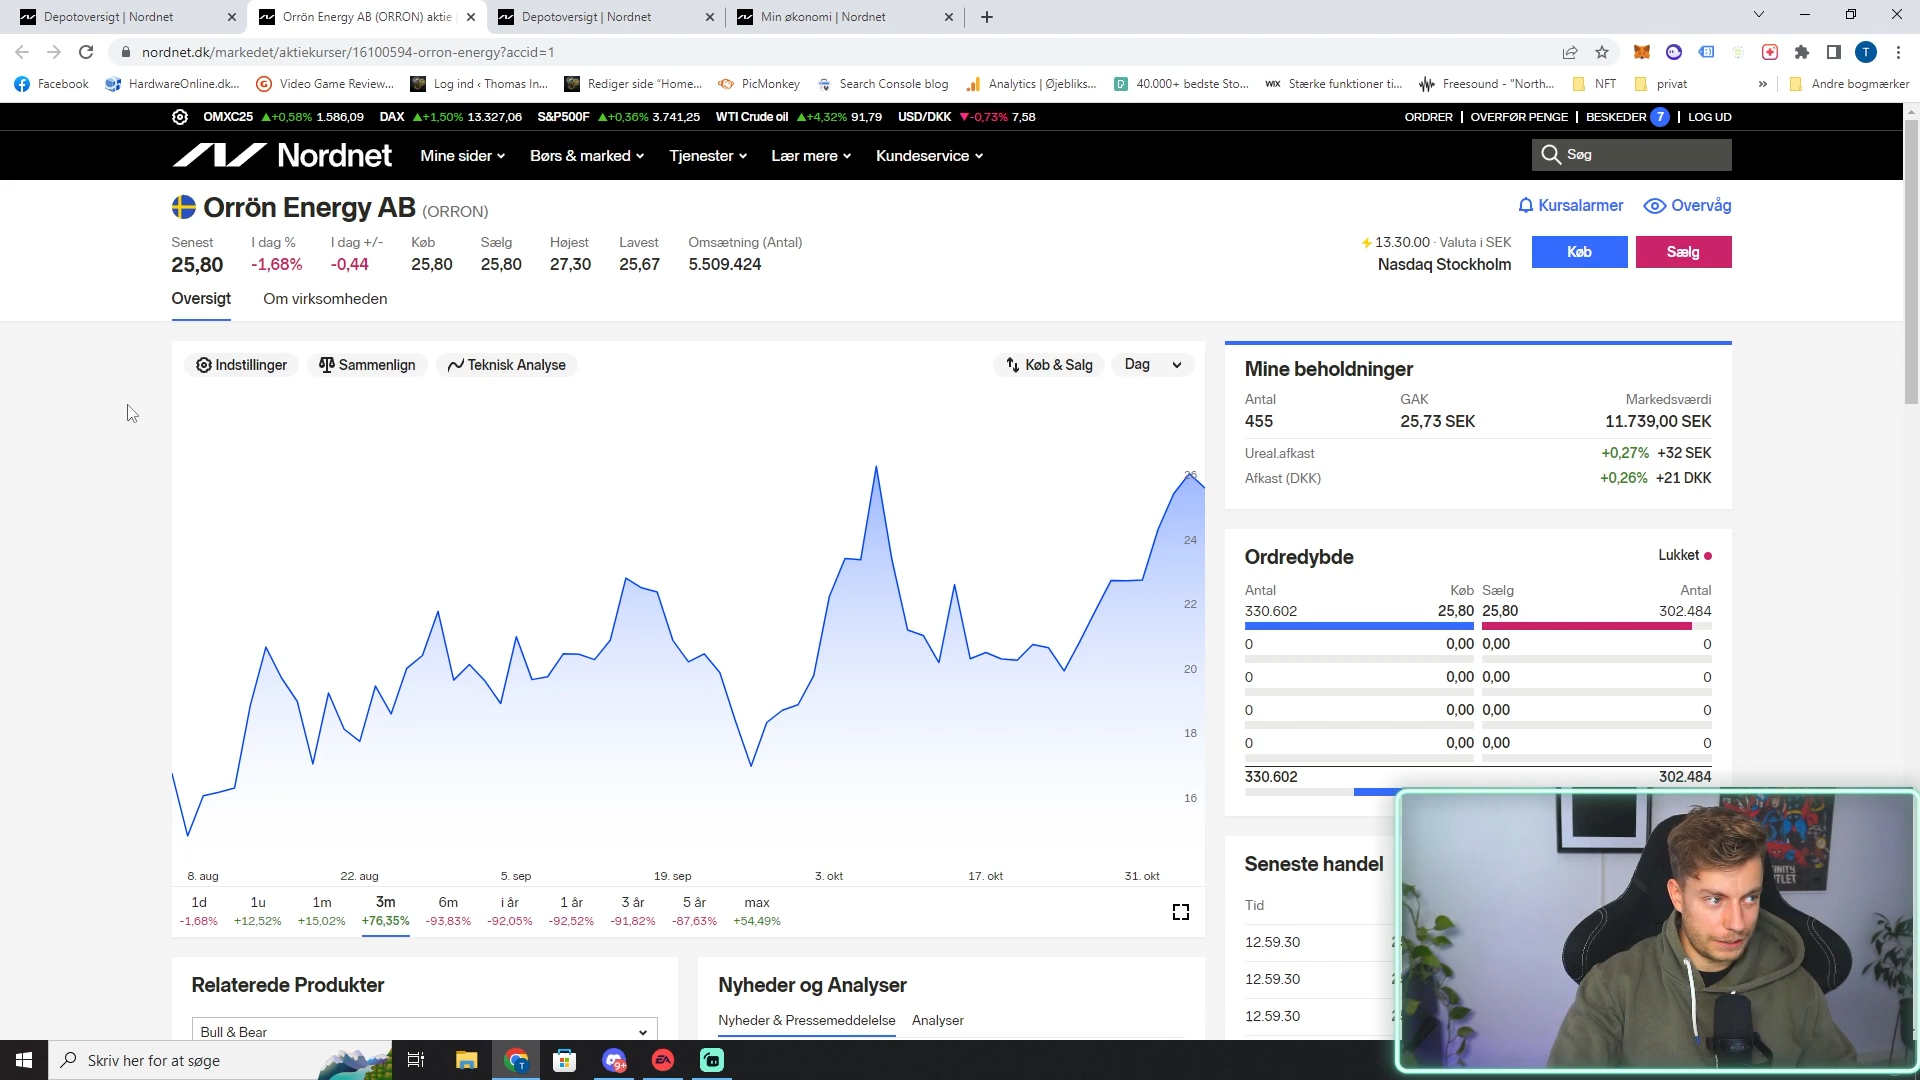 Depotoversigt | Nordnet
Orrön Energy AB (ORRON) aktie
Depotoversigt | Nordnet
Min økonomi | Nordnet
nordnet.dk/markedet/aktiekurser/16100594-orron-energy?accid=1
T
Facebook
HardwareOnline.dk...
Video Game Review...
Log ind ‹ Thomas In...
Rediger side "Home...
PicMonkey
Search Console blog
Analytics | Øjebliks...
40.000+ bedste Sto...
WIX Stærke funktioner ti...
Freesound - "North...
NFT
privat
»
Andre bogmærker
OMXC25 ▲+0,58% 1.586,09 DAX ▲+1,50% 13.327,06 S&P500F ▲+0,36% 3.741,25 WTI Crude oil ▲+4,32% 91,79 USD/DKK ▼-0,73% 7,58
ORDRER | OVERFØR PENGE | BESKEDER 7 | LOG UD
Nordnet
Mine sider
Børs & marked
Tjenester
Lær mere
Kundeservice
Søg
Orrön Energy AB (ORRON)
Kursalarmer
Overvåg
Senest I dag % I dag +/- Køb Sælg Højest Lavest Omsætning (Antal)
25,80 -1,68% -0,44 25,80 25,80 27,30 25,67 5.509.424
13.30.00 · Valuta i SEK
Nasdaq Stockholm
Køb
Sælg
Oversigt
Om virksomheden
Indstillinger
Sammenlign
Teknisk Analyse
Køb & Salg
Dag
26
24
22
20
18
16
8. aug 22. aug 5. sep 19. sep 3. okt 17. okt 31. okt
1d 1u 1m 3m 6m i år 1 år 3 år 5 år max
-1,68% +12,52% +15,02% +76,35% -93,83% -92,05% -92,52% -91,82% -87,63% +54,49%
Mine beholdninger
Antal GAK Markedsværdi
455 25,73 SEK 11.739,00 SEK
Ureal.afkast +0,27% +32 SEK
Afkast (DKK) +0,26% +21 DKK
Ordredybde
Lukket
Antal Køb Sælg Antal
330.602 25,80 25,80 302.484
0 0,00 0,00 0
0 0,00 0,00 0
0 0,00 0,00 0
0 0,00 0,00 0
330.602 302.484
Seneste handel
Tid
12.59.30
12.59.30
12.59.30
Relaterede Produkter
Bull & Bear
Nyheder og Analyser
Nyheder & Pressemeddelelse
Analyser
Skriv her for at søge
T
9+
EA